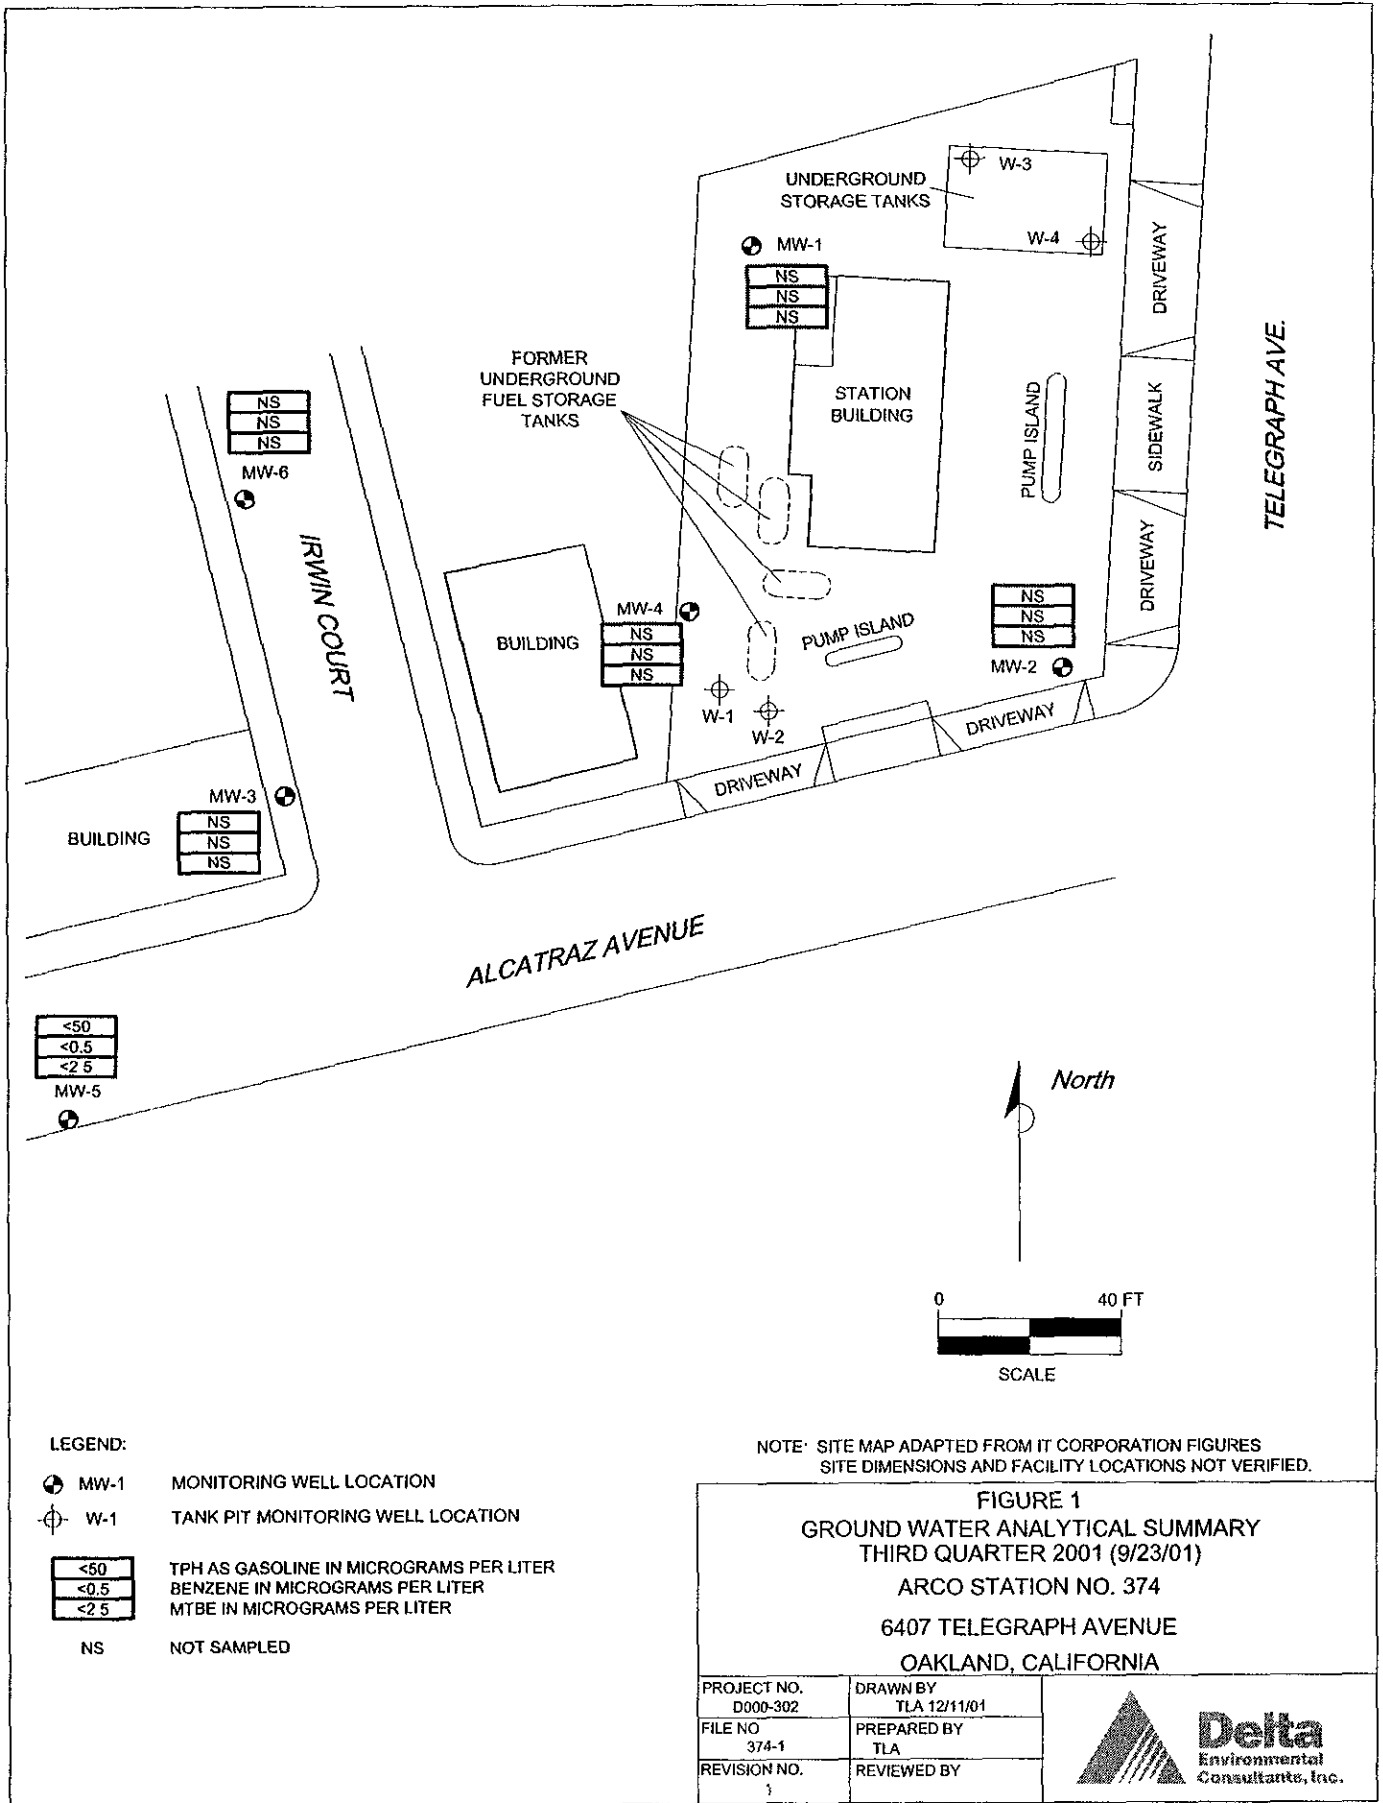 W-3
UNDERGROUND
STORAGE TANKS
W-4
MW-1
NS
NS
NS
DRIVEWAY
TELEGRAPH AVE.
FORMER
UNDERGROUND
FUEL STORAGE
TANKS
STATION
BUILDING
PUMP ISLAND
SIDEWALK
NS
NS
NS
MW-6
IRWIN COURT
DRIVEWAY
NS
NS
NS
MW-2
MW-4
NS
NS
NS
BUILDING
PUMP ISLAND
W-1
W-2
DRIVEWAY
DRIVEWAY
MW-3
NS
NS
NS
BUILDING
ALCATRAZ AVENUE
<50
<0.5
<2 5
MW-5
North
0 40 FT
SCALE
LEGEND:
MW-1 MONITORING WELL LOCATION
W-1 TANK PIT MONITORING WELL LOCATION
<50 TPH AS GASOLINE IN MICROGRAMS PER LITER
<0.5 BENZENE IN MICROGRAMS PER LITER
<2 5 MTBE IN MICROGRAMS PER LITER
NS NOT SAMPLED
NOTE: SITE MAP ADAPTED FROM IT CORPORATION FIGURES
SITE DIMENSIONS AND FACILITY LOCATIONS NOT VERIFIED.
FIGURE 1
GROUND WATER ANALYTICAL SUMMARY
THIRD QUARTER 2001 (9/23/01)
ARCO STATION NO. 374
6407 TELEGRAPH AVENUE
OAKLAND, CALIFORNIA
PROJECT NO.
D000-302
DRAWN BY
TLA 12/11/01
FILE NO
374-1
PREPARED BY
TLA
REVISION NO.
1
REVIEWED BY
Delta
Environmental
Consultants, Inc.